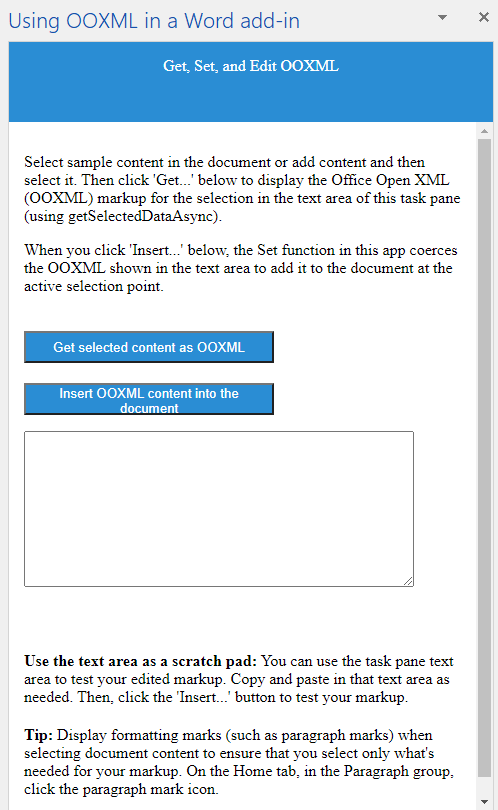 Using OOXML in a Word add-in
Get, Set, and Edit OOXML
Select sample content in the document or add content and then
select it. Then click 'Get...' below to display the Office Open XML
(OOXML) markup for the selection in the text area of this task pane
(using getSelectedDataAsync).
When you click 'Insert...' below, the Set function in this app coerces
the OOXML shown in the text area to add it to the document at the
active selection point.
Get selected content as OOXML
Insert OOXML content into the
document
Use the text area as a scratch pad: You can use the task pane text
area to test your edited markup. Copy and paste in that text area as
needed. Then, click the 'Insert...' button to test your markup.
Tip: Display formatting marks (such as paragraph marks) when
selecting document content to ensure that you select only what's
needed for your markup. On the Home tab, in the Paragraph group,
click the paragraph mark icon.